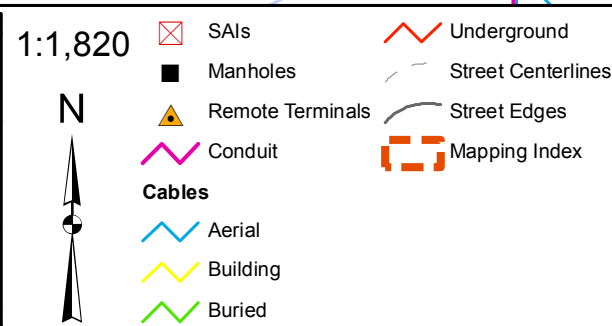 1:1,820
N
SAIs
Manholes
Remote Terminals
Conduit
Cables
Aerial
Building
Buried
Underground
Street Centerlines
Street Edges
Mapping Index